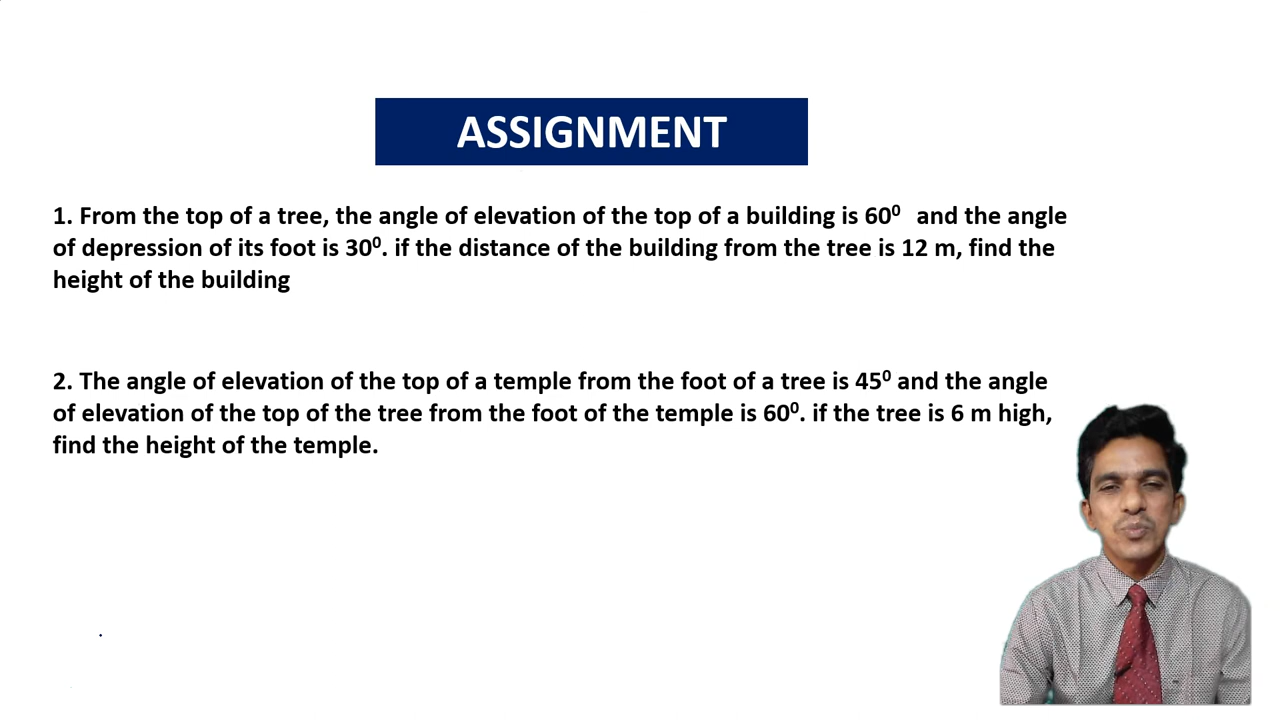 ASSIGNMENT
1. From the top of a tree, the angle of elevation of the top of a building is 60⁰ and the angle
of depression of its foot is 30⁰. if the distance of the building from the tree is 12 m, find the
height of the building
2. The angle of elevation of the top of a temple from the foot of a tree is 45⁰ and the angle
of elevation of the top of the tree from the foot of the temple is 60⁰. if the tree is 6 m high,
find the height of the temple.